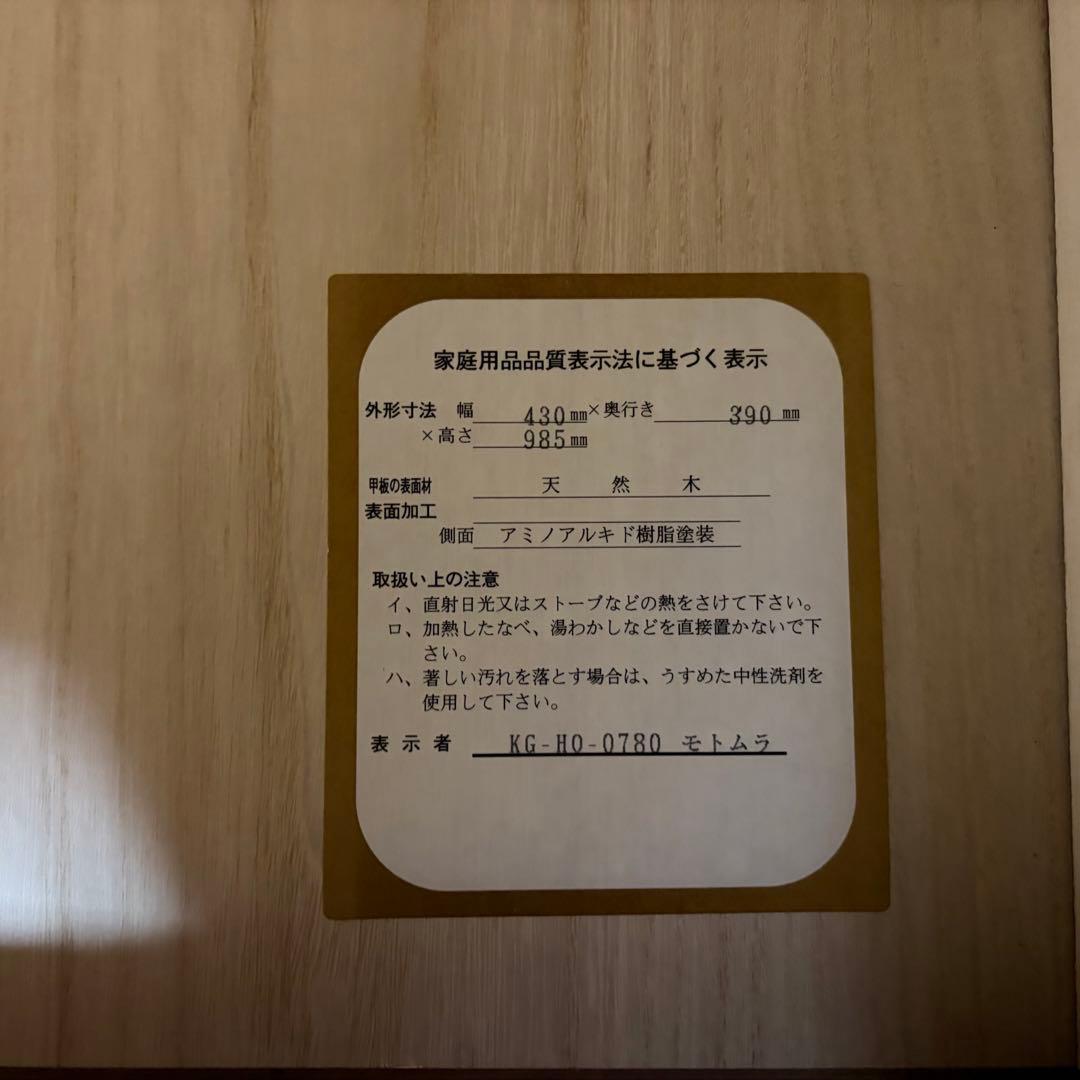 家庭用品品質表示法に基づく表示
外形寸法 幅 430㎜×奥行き 390 ㎜
×高さ 985㎜
甲板の表面材 天 然 木
表面加工
側面 アミノアルキド樹脂塗装
取扱い上の注意
イ、直射日光又はストーブなどの熱をさけて下さい。
ロ、加熱したなべ、湯わかしなどを直接置かないで下
さい。
ハ、著しい汚れを落とす場合は、うすめた中性洗剤を
使用して下さい。
表 示 者 KG-HO-0780 モトムラ